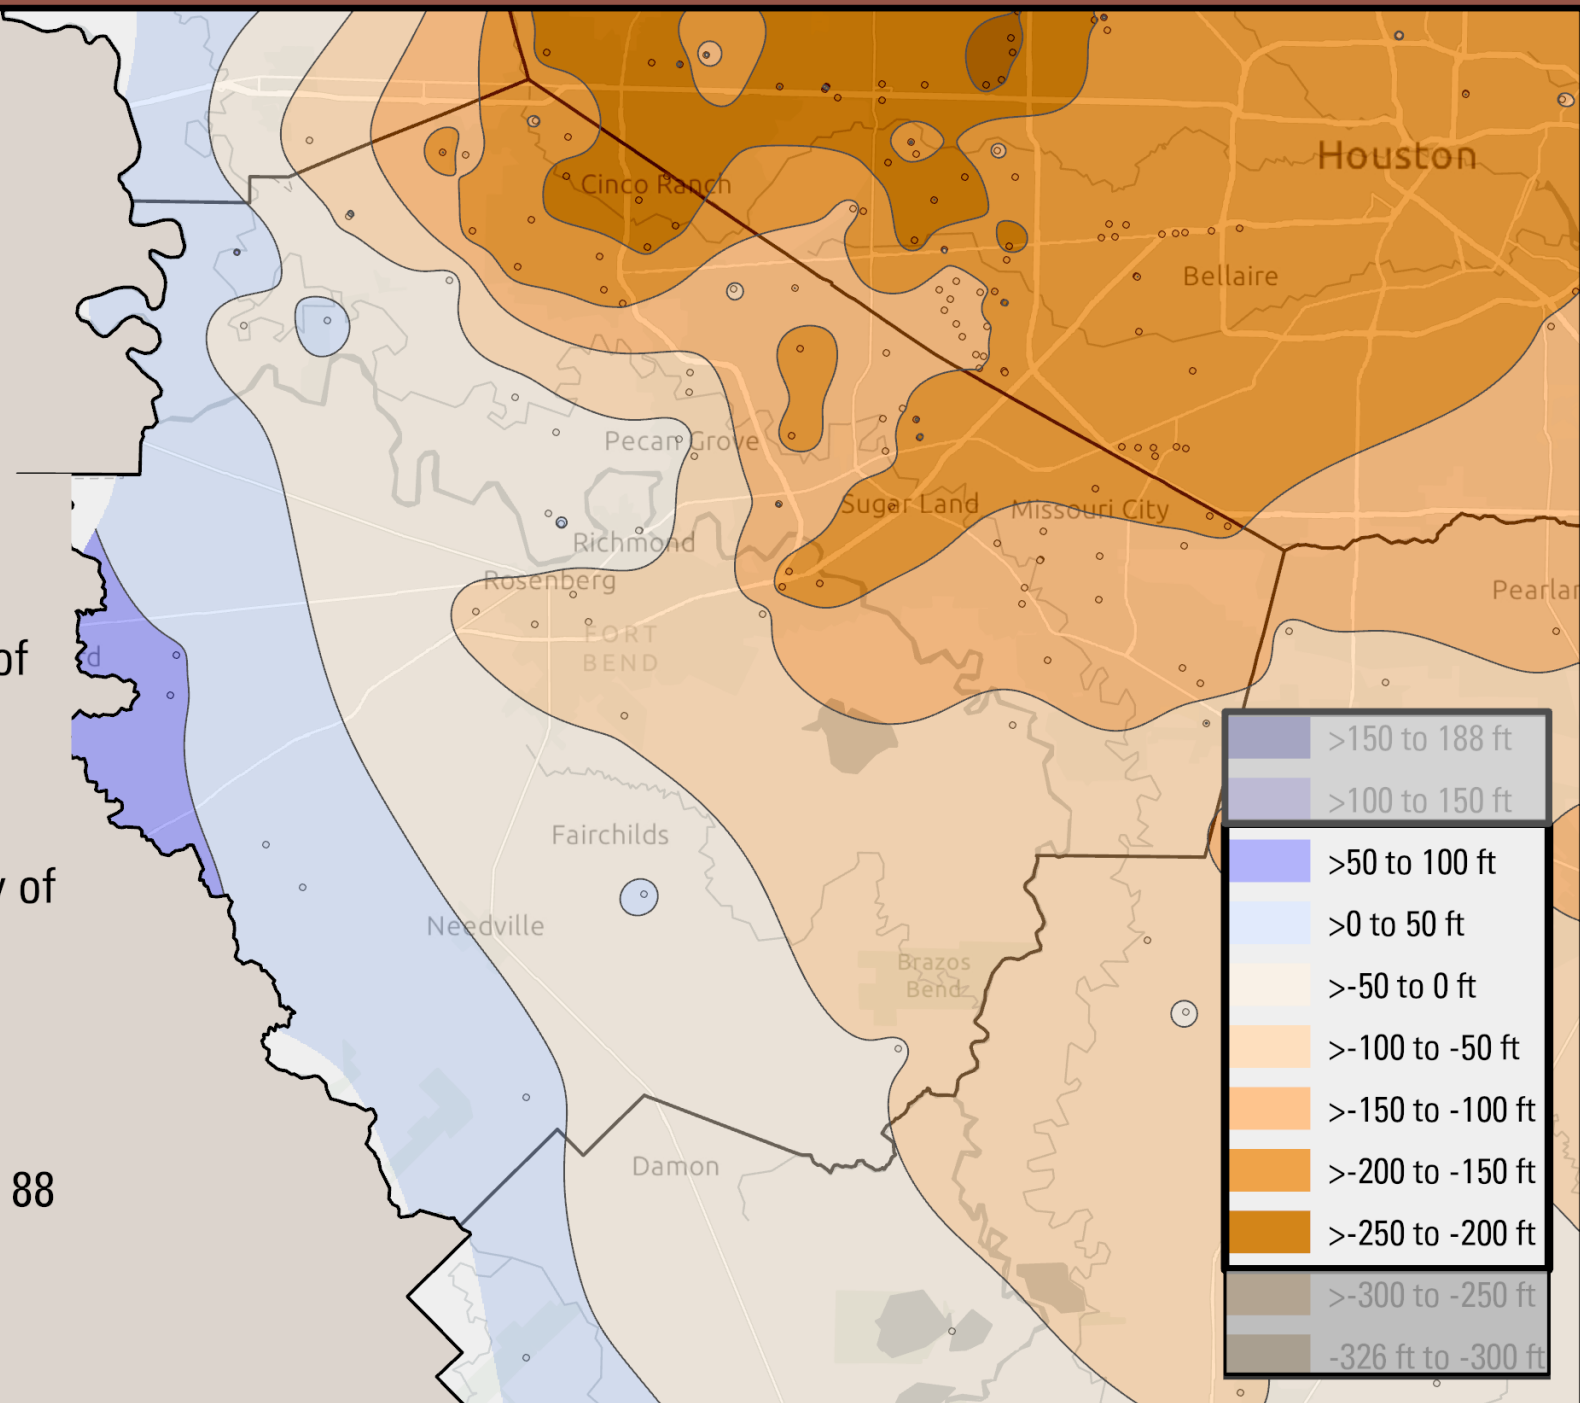 Houston
Cinco Ranch
Bellaire
Pecan Grove
Sugar Land
Missouri City
Richmond
Rosenberg
Pearlan
FORT
BEND
of
d
>150 to 188 ft
>100 to 150 ft
Fairchilds
>50 to 100 ft
y of
Needville
>0 to 50 ft
Brazos
Bend
>-50 to 0 ft
>-100 to -50 ft
>-150 to -100 ft
Damon
>-200 to -150 ft
88
>-250 to -200 ft
>-300 to -250 ft
-326 ft to -300 ft